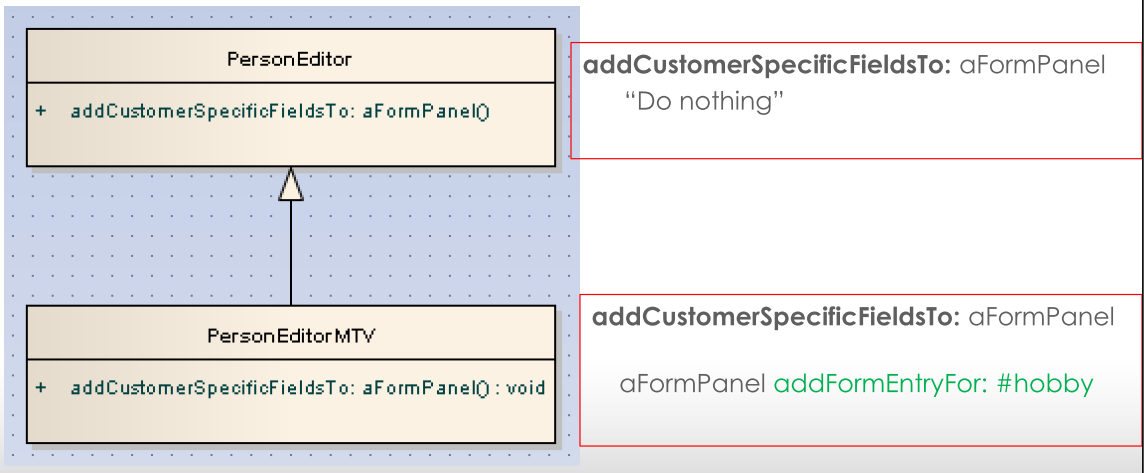 PersonEditor
+ addCustomerSpecificFieldsTo: aFormPanel()
addCustomerSpecificFieldsTo: aFormPanel
“Do nothing”
PersonEditorMTV
+ addCustomerSpecificFieldsTo: aFormPanel() : void
addCustomerSpecificFieldsTo: aFormPanel
aFormPanel addFormEntryFor: #hobby